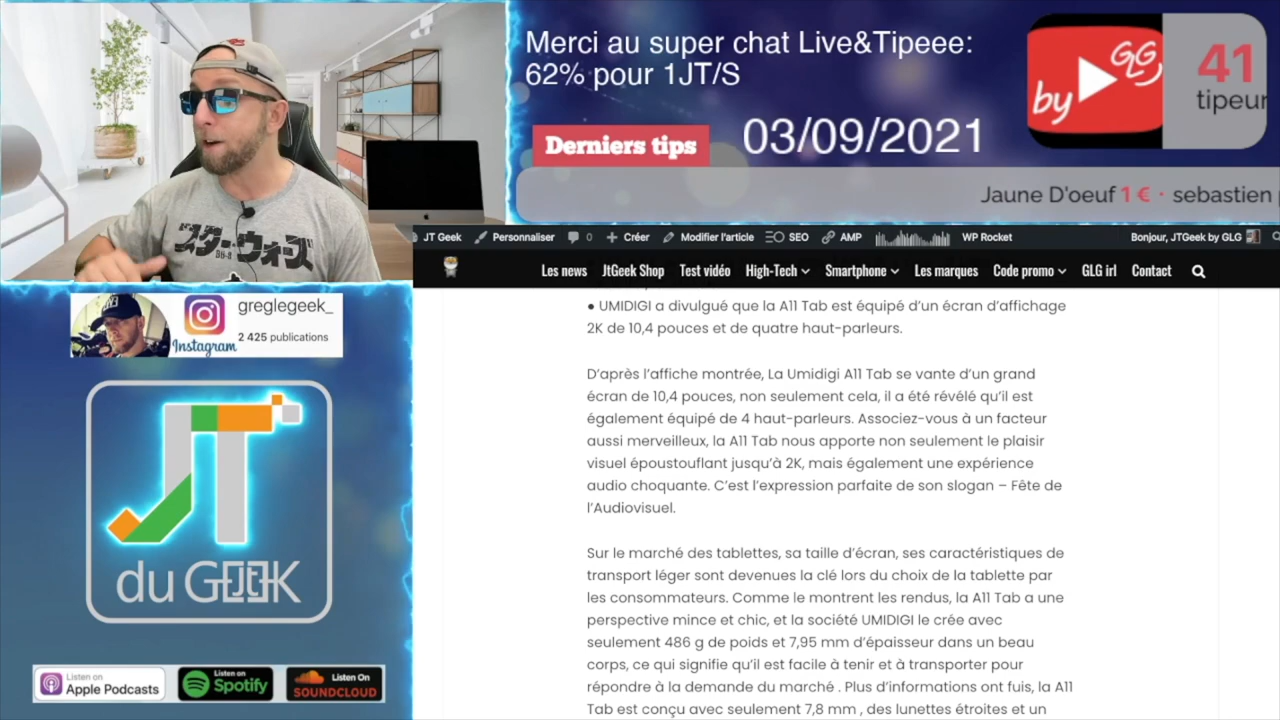 Merci au super chat Live&Tipeee:
62% pour 1JT/S
Derniers tips
03/09/2021
by GLG
41
tipeur
Jaune D'oeuf 1 € · sebastien
スター・ウォーズ
JT Geek Personnaliser 0 Créer Modifier l'article SEO AMP WP Rocket Bonjour, JTGeek by GLG
Les news JtGeek Shop Test vidéo High-Tech Smartphone Les marques Code promo GLG irl Contact
greglegeek_
Instagram
2 425 publications
JT
du GEEK
Listen on
Apple Podcasts
Listen on
Spotify
Listen On
SOUNDCLOUD
● UMIDIGI a divulgué que la A11 Tab est équipé d'un écran d'affichage
2K de 10,4 pouces et de quatre haut-parleurs.
D'après l'affiche montrée, La Umidigi A11 Tab se vante d'un grand
écran de 10,4 pouces, non seulement cela, il a été révélé qu'il est
également équipé de 4 haut-parleurs. Associez-vous à un facteur
aussi merveilleux, la A11 Tab nous apporte non seulement le plaisir
visuel époustouflant jusqu'à 2K, mais également une expérience
audio choquante. C'est l'expression parfaite de son slogan – Fête de
l'Audiovisuel.
Sur le marché des tablettes, sa taille d'écran, ses caractéristiques de
transport léger sont devenues la clé lors du choix de la tablette par
les consommateurs. Comme le montrent les rendus, la A11 Tab a une
perspective mince et chic, et la société UMIDIGI le crée avec
seulement 486 g de poids et 7,95 mm d'épaisseur dans un beau
corps, ce qui signifie qu'il est facile à tenir et à transporter pour
répondre à la demande du marché . Plus d'informations ont fuis, la A11
Tab est conçu avec seulement 7,8 mm , des lunettes étroites et un